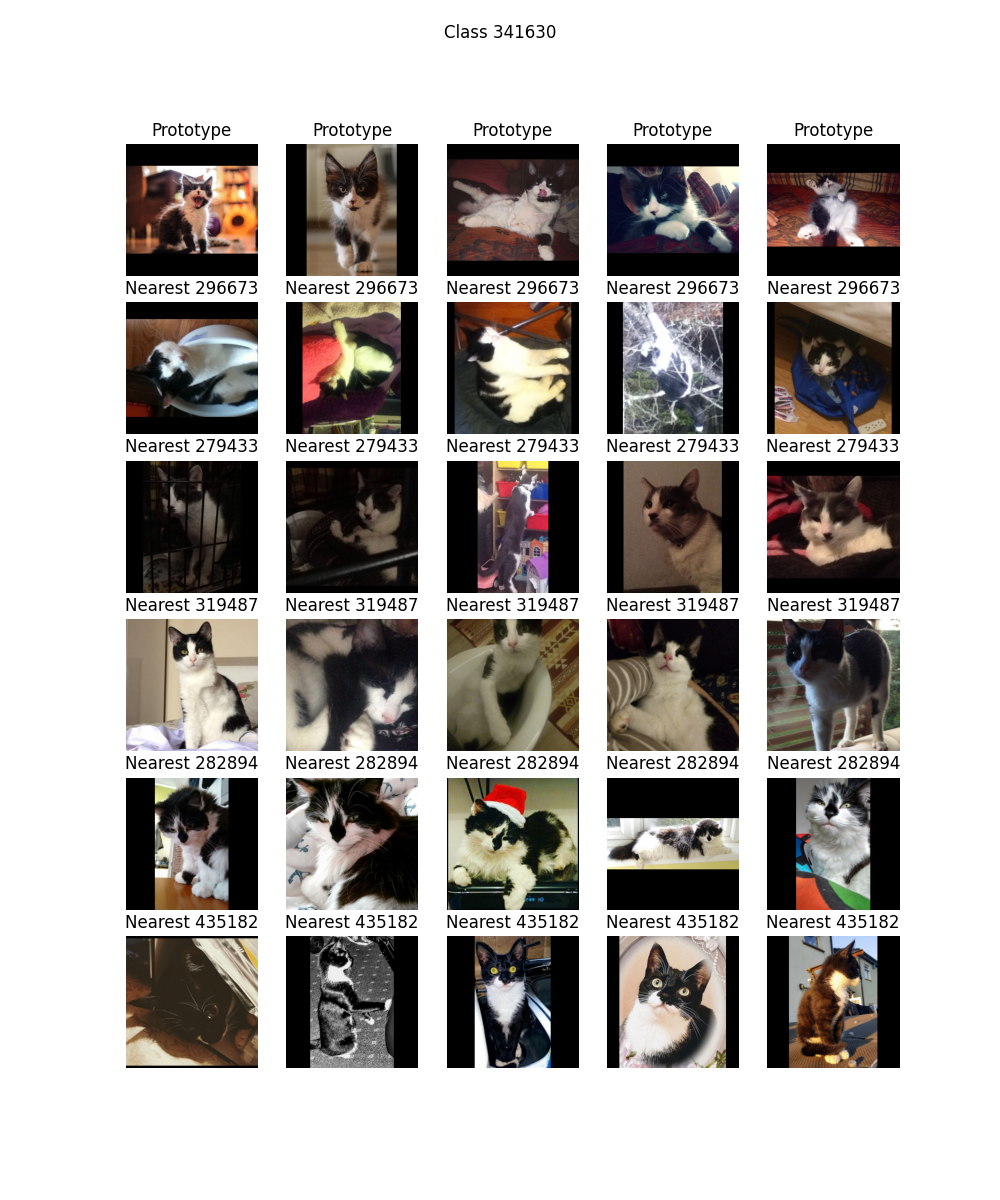 Class 341630
Prototype Prototype Prototype Prototype Prototype
Nearest 296673 Nearest 296673 Nearest 296673 Nearest 296673 Nearest 296673
Nearest 279433 Nearest 279433 Nearest 279433 Nearest 279433 Nearest 279433
Nearest 319487 Nearest 319487 Nearest 319487 Nearest 319487 Nearest 319487
Nearest 282894 Nearest 282894 Nearest 282894 Nearest 282894 Nearest 282894
Nearest 435182 Nearest 435182 Nearest 435182 Nearest 435182 Nearest 435182